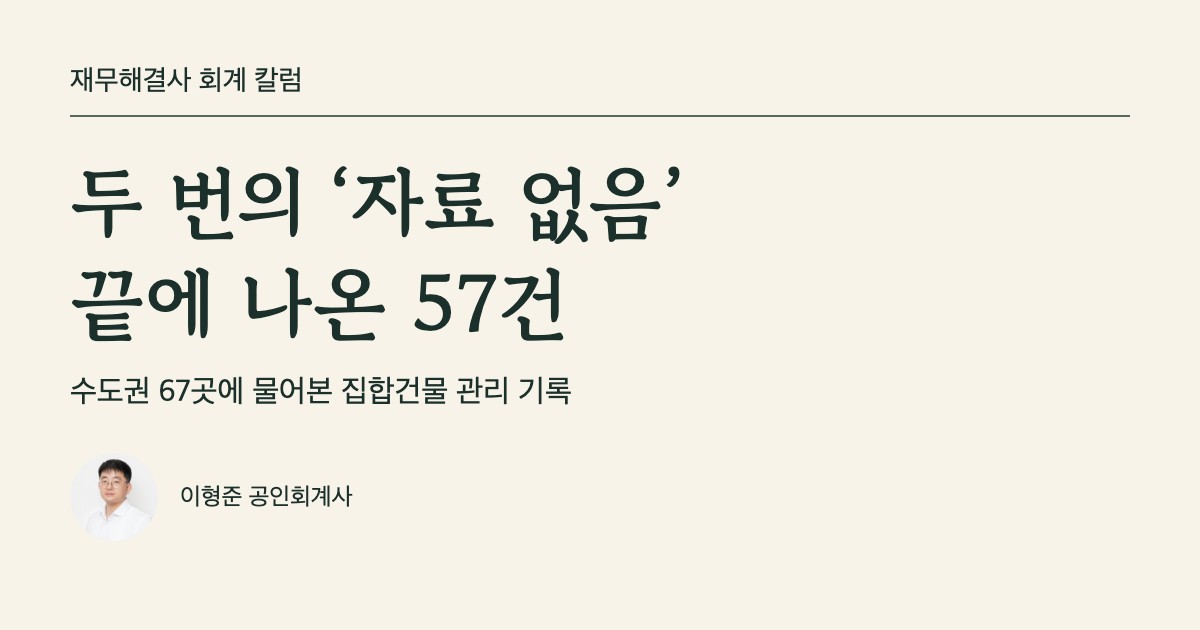 재무해결사 회계 칼럼
두 번의 ‘자료 없음’
끝에 나온 57건
수도권 67곳에 물어본 집합건물 관리 기록
이형준 공인회계사